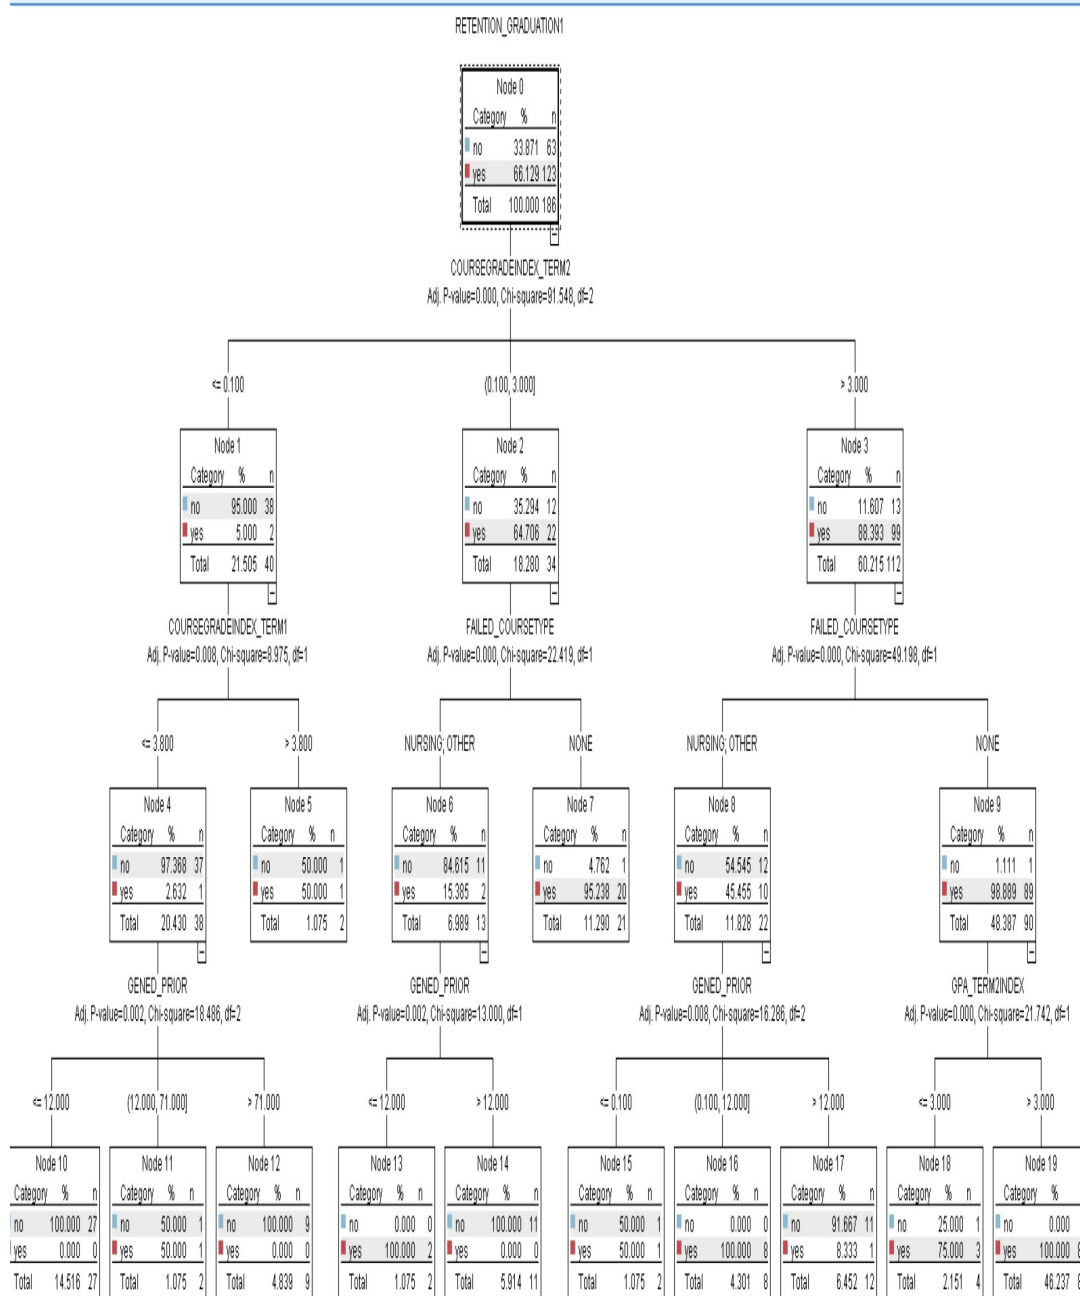 RETENTION_GRADUATION1
Node 0
Category % n
no 33.871 63
yes 66.129 123
Total 100.000 186
COURSEGRADEINDEX_TERM2
Adj. P-value=0.000, Chi-square=91.548, df=2
<= 0.100
(0.100, 3.000]
> 3.000
Node 1
Category % n
no 95.000 38
yes 5.000 2
Total 21.505 40
Node 2
Category % n
no 35.294 12
yes 64.706 22
Total 18.280 34
Node 3
Category % n
no 11.607 13
yes 88.393 99
Total 60.215 112
COURSEGRADEINDEX_TERM1
Adj. P-value=0.008, Chi-square=8.975, df=1
FAILED_COURSETYPE
Adj. P-value=0.000, Chi-square=22.419, df=1
FAILED_COURSETYPE
Adj. P-value=0.000, Chi-square=49.198, df=1
<= 3.800
> 3.800
NURSING; OTHER
NONE
NURSING; OTHER
NONE
Node 4
Category % n
no 97.368 37
yes 2.632 1
Total 20.430 38
Node 5
Category % n
no 50.000 1
yes 50.000 1
Total 1.075 2
Node 6
Category % n
no 84.615 11
yes 15.385 2
Total 6.989 13
Node 7
Category % n
no 4.762 1
yes 95.238 20
Total 11.290 21
Node 8
Category % n
no 54.545 12
yes 45.455 10
Total 11.828 22
Node 9
Category % n
no 1.111 1
yes 98.889 89
Total 48.387 90
GENED_PRIOR
Adj. P-value=0.002, Chi-square=18.486, df=2
GENED_PRIOR
Adj. P-value=0.002, Chi-square=13.000, df=1
GENED_PRIOR
Adj. P-value=0.008, Chi-square=16.286, df=2
GPA_TERM2INDEX
Adj. P-value=0.000, Chi-square=21.742, df=1
<= 12.000
(12.000, 71.000]
> 71.000
<= 12.000
> 12.000
<= 0.100
(0.100, 12.000]
> 12.000
<= 3.000
> 3.000
Node 10
Category % n
no 100.000 27
yes 0.000 0
Total 14.516 27
Node 11
Category % n
no 50.000 1
yes 50.000 1
Total 1.075 2
Node 12
Category % n
no 100.000 9
yes 0.000 0
Total 4.839 9
Node 13
Category % n
no 0.000 0
yes 100.000 2
Total 1.075 2
Node 14
Category % n
no 100.000 11
yes 0.000 0
Total 5.914 11
Node 15
Category % n
no 50.000 1
yes 50.000 1
Total 1.075 2
Node 16
Category % n
no 0.000 0
yes 100.000 8
Total 4.301 8
Node 17
Category % n
no 91.667 11
yes 8.333 1
Total 6.452 12
Node 18
Category % n
no 25.000 1
yes 75.000 3
Total 2.151 4
Node 19
Category %
no 0.000
yes 100.000
Total 46.237